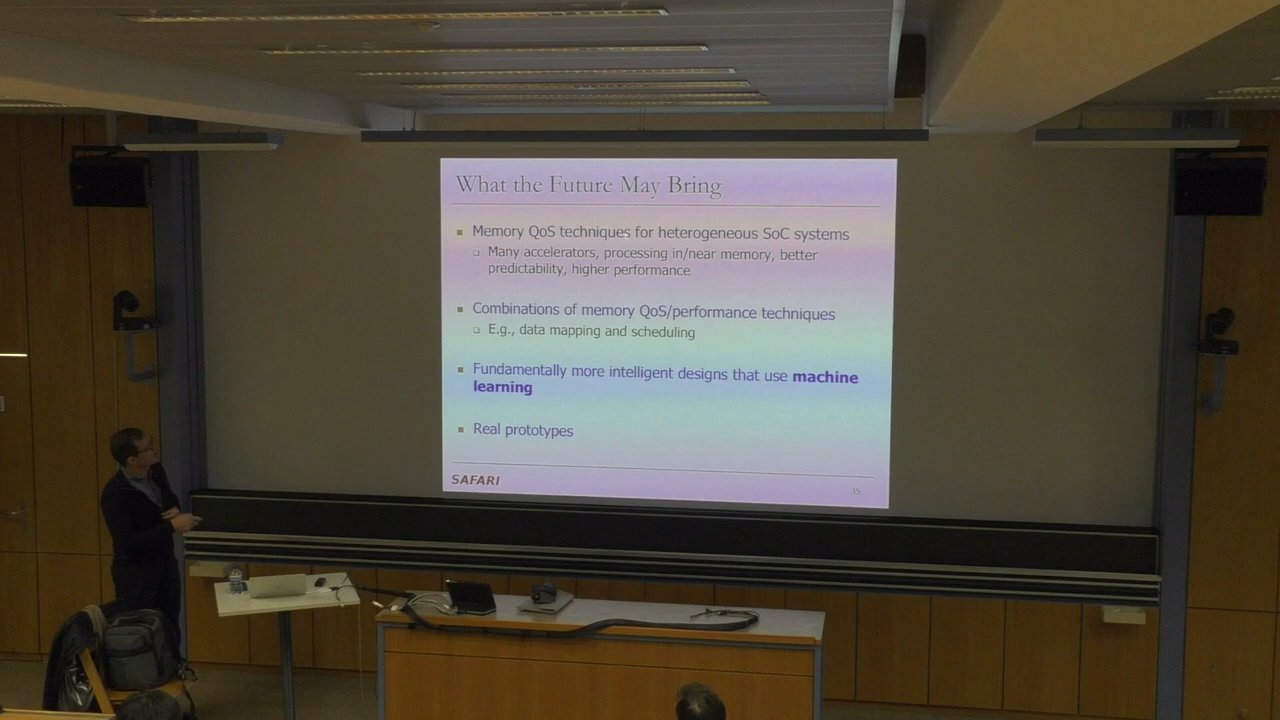 What the Future May Bring
Memory QoS techniques for heterogeneous SoC systems
Many accelerators, processing in/near memory, better
predictability, higher performance
Combinations of memory QoS/performance techniques
E.g., data mapping and scheduling
Fundamentally more intelligent designs that use machine
learning
Real prototypes
SAFARI
35